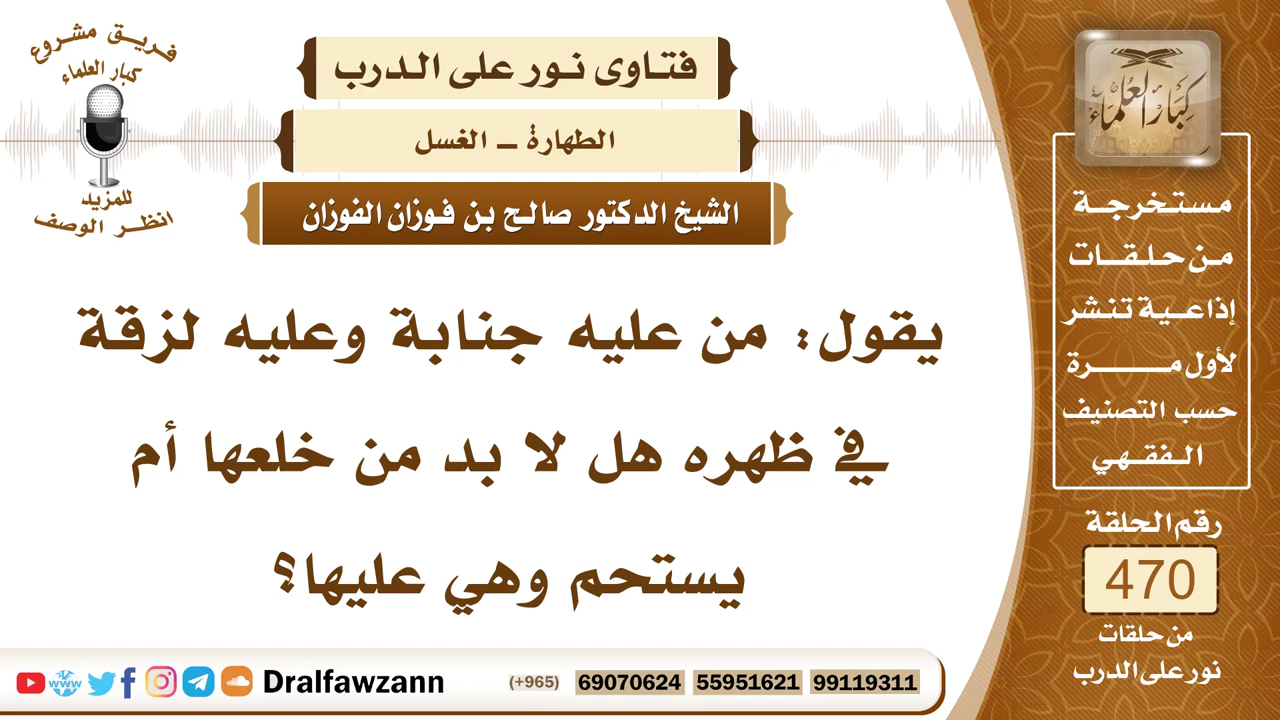 فريق مشروع
كبار العلماء
للمزيد
انظر الوصف
فتاوى نور على الدرب
الطهارة – الغسل
الشيخ الدكتور صالح بن فوزان الفوزان
يقول: من عليه جنابة وعليه لزقة
في ظهره هل لا بد من خلعها أم
يستحم وهي عليها؟
كبار العلماء
مستخرجة
من حلقات
إذاعية تنشر
لأول مرة
حسب التصنيف
الفقهي
رقم الحلقة
470
من حلقات
نور على الدرب
www
Dralfawzann
(+965) 69070624 55951621 99119311